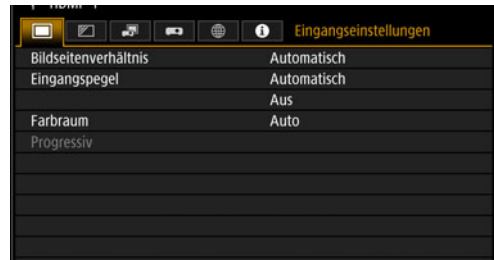 Eingangseinstellungen
Bildseitenverhältnis Automatisch
Eingangspegel Automatisch
Aus
Farbraum Auto
Progressiv